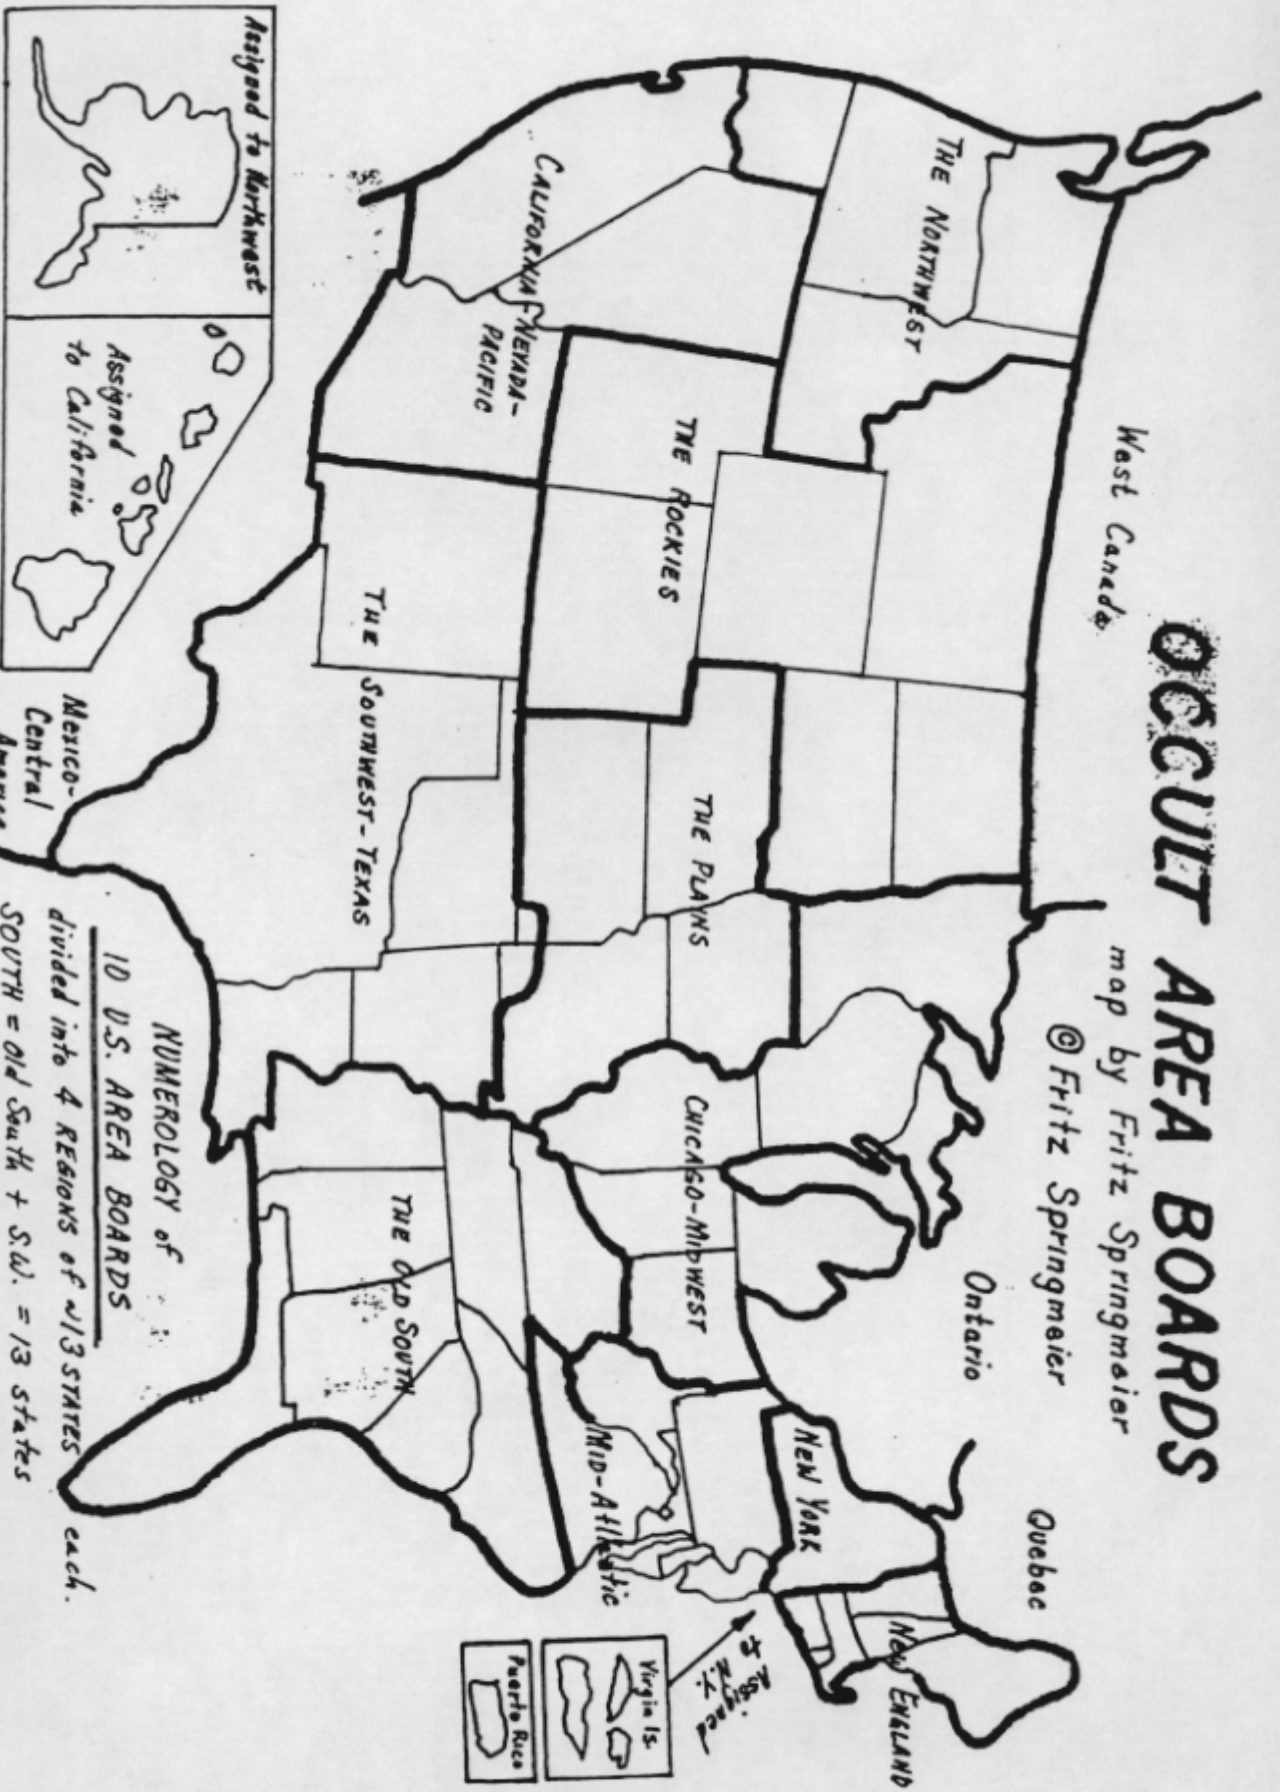 OCCULT AREA BOARDS
map by Fritz Springmeier
© Fritz Springmeier
West Canada
Ontario
Quebec
THE NORTHWEST
CALIFORNIA-NEVADA-
PACIFIC
THE ROCKIES
THE PLAINS
THE SOUTHWEST-TEXAS
CHICAGO-MIDWEST
THE OLD SOUTH
MID-Atlantic
NEW YORK
NEW ENGLAND
Assigned
to
N.Y.
Virgin Is.
Puerto Rico
Assigned to Northwest
Assigned
to California
Mexico-
Central
America
NUMEROLOGY of
10 U.S. AREA BOARDS
divided into 4 REGIONS of ~13 STATES each.
SOUTH = Old South + S.W. = 13 states